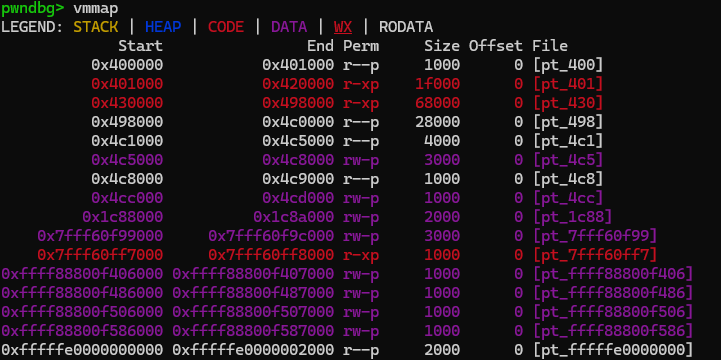 pwndbg> vmmap
LEGEND: STACK | HEAP | CODE | DATA | WX | RODATA
Start End Perm Size Offset File
0x400000 0x401000 r--p 1000 0 [pt_400]
0x401000 0x420000 r-xp 1f000 0 [pt_401]
0x430000 0x498000 r-xp 68000 0 [pt_430]
0x498000 0x4c0000 r--p 28000 0 [pt_498]
0x4c1000 0x4c5000 r--p 4000 0 [pt_4c1]
0x4c5000 0x4c8000 rw-p 3000 0 [pt_4c5]
0x4c8000 0x4c9000 r--p 1000 0 [pt_4c8]
0x4cc000 0x4cd000 rw-p 1000 0 [pt_4cc]
0x1c88000 0x1c8a000 rw-p 2000 0 [pt_1c88]
0x7fff60f99000 0x7fff60f9c000 rw-p 3000 0 [pt_7fff60f99]
0x7fff60ff7000 0x7fff60ff8000 r-xp 1000 0 [pt_7fff60ff7]
0xffff88800f406000 0xffff88800f407000 rw-p 1000 0 [pt_ffff88800f406]
0xffff88800f486000 0xffff88800f487000 rw-p 1000 0 [pt_ffff88800f486]
0xffff88800f506000 0xffff88800f507000 rw-p 1000 0 [pt_ffff88800f506]
0xffff88800f586000 0xffff88800f587000 rw-p 1000 0 [pt_ffff88800f586]
0xfffffe0000000000 0xfffffe0000002000 r--p 2000 0 [pt_fffffe0000000]